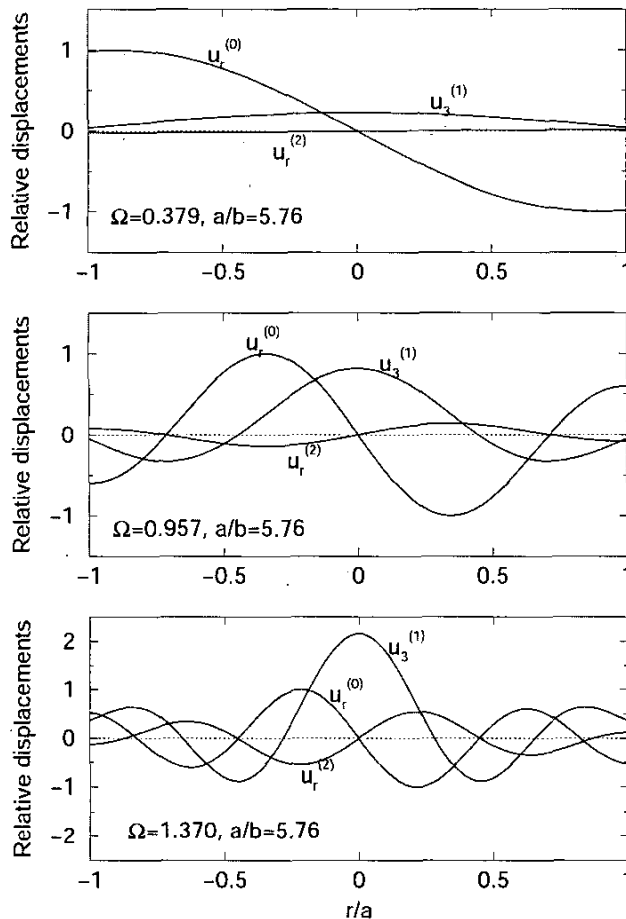 Relative displacements
1
0
−1
u_r^(0)
u_3^(1)
u_r^(2)
Ω=0.379, a/b=5.76
−1 −0.5 0 0.5 1
Relative displacements
1
0
−1
u_r^(0)
u_3^(1)
u_r^(2)
Ω=0.957, a/b=5.76
−1 −0.5 0 0.5 1
Relative displacements
2
1
0
−1
−2
u_3^(1)
u_r^(0)
u_r^(2)
Ω=1.370, a/b=5.76
−1 −0.5 0 0.5 1
r/a